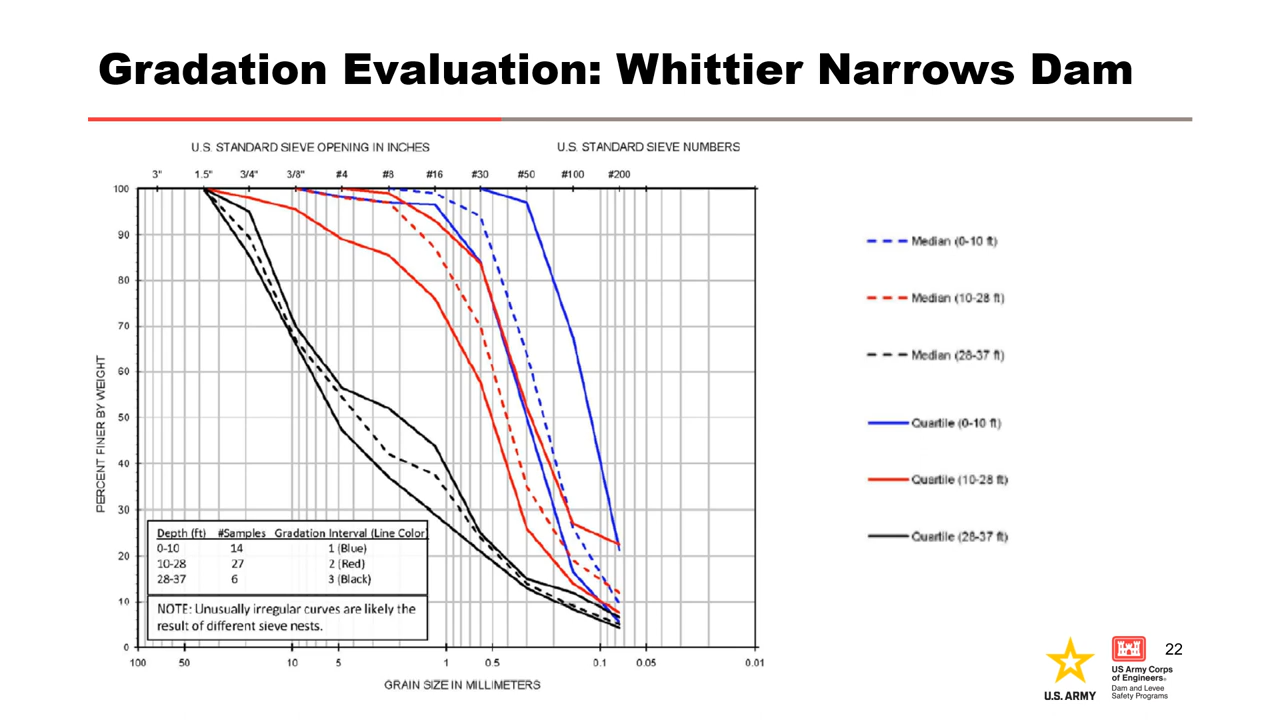 Gradation Evaluation: Whittier Narrows Dam
U.S. STANDARD SIEVE OPENING IN INCHES
U.S. STANDARD SIEVE NUMBERS
3" 1.5" 3/4" 3/8" #4 #8 #16 #30 #50 #100 #200
100
90
80
70
60
50
40
30
20
10
0
PERCENT FINER BY WEIGHT
Depth (ft) #Samples Gradation Interval (Line Color)
0-10 14 1 (Blue)
10-28 27 2 (Red)
28-37 6 3 (Black)
NOTE: Unusually irregular curves are likely the
result of different sieve nests.
100 50 10 5 1 0.5 0.1 0.05 0.01
GRAIN SIZE IN MILLIMETERS
Median (0-10 ft)
Median (10-28 ft)
Median (28-37 ft)
Quartile (0-10 ft)
Quartile (10-28 ft)
Quartile (28-37 ft)
U.S. ARMY
US Army Corps
of Engineers®
Dam and Levee
Safety Programs
22